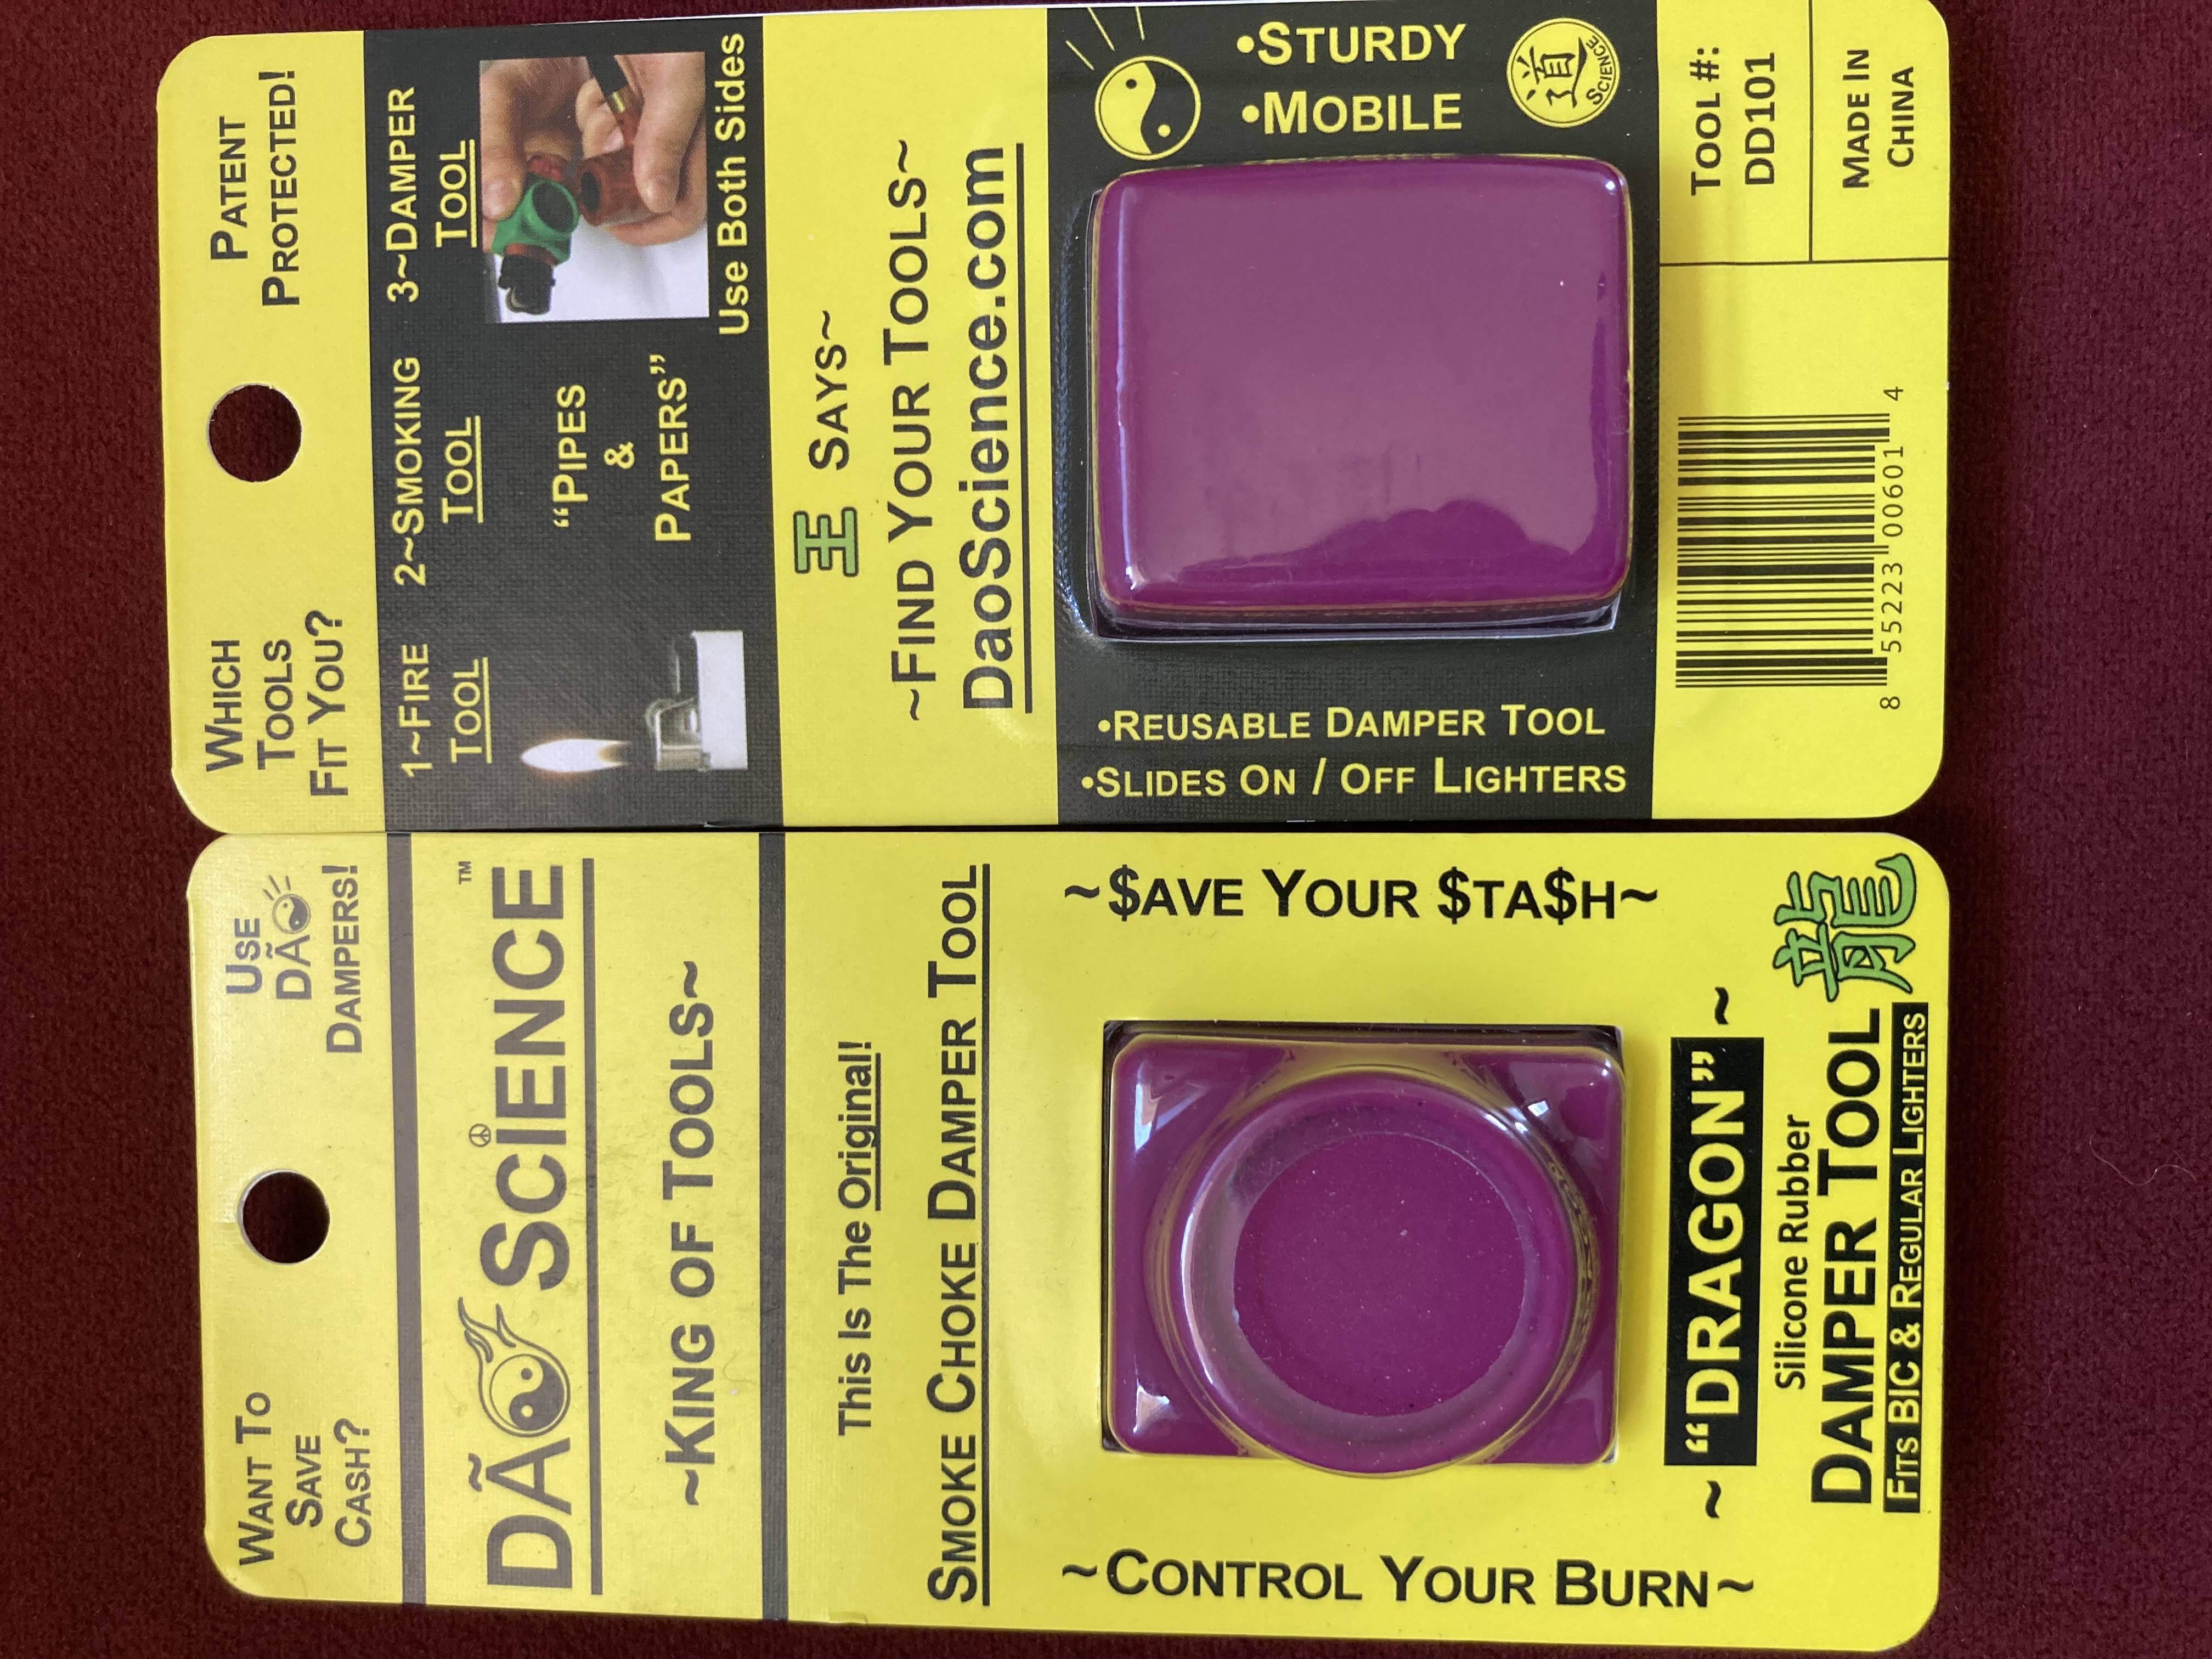 WANT TO
SAVE
CASH?
USE
DÃO
DAMPERS!
DÃO SCIENCE™
~KING OF TOOLS~
This Is The Original!
SMOKE CHOKE DAMPER TOOL
~CONTROL YOUR BURN~
~$AVE YOUR $TA$H~
~ “DRAGON” ~
Silicone Rubber
DAMPER TOOL
龍
FITS BIC & REGULAR LIGHTERS
WHICH
TOOLS
FIT YOU?
PATENT
PROTECTED!
1~FIRE
TOOL
2~SMOKING
TOOL
“PIPES
&
PAPERS”
3~DAMPER
TOOL
Use Both Sides
王 SAYS~
~FIND YOUR TOOLS~
DaoScience.com
•REUSABLE DAMPER TOOL
•SLIDES ON / OFF LIGHTERS
•STURDY
•MOBILE
道
SCIENCE
8 55223 00601 4
TOOL #:
DD101
MADE IN
CHINA